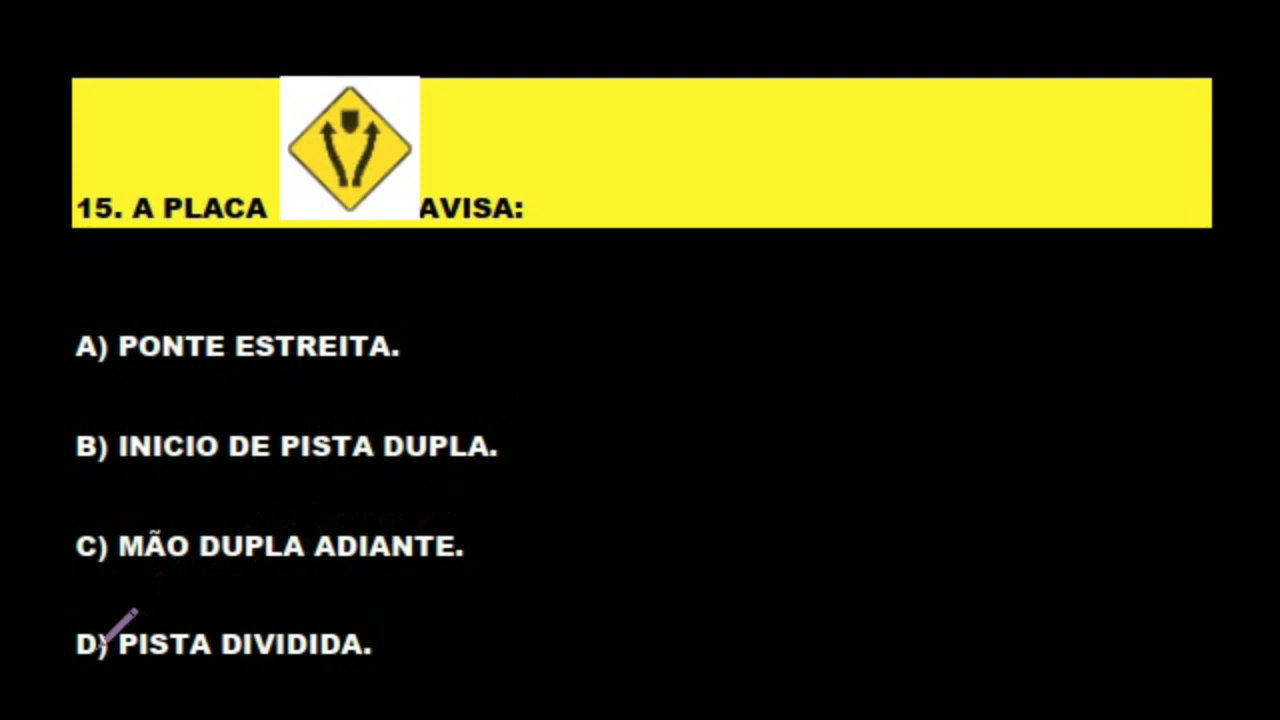 15. A PLACA AVISA:
A) PONTE ESTREITA.
B) INICIO DE PISTA DUPLA.
C) MÃO DUPLA ADIANTE.
D) PISTA DIVIDIDA.